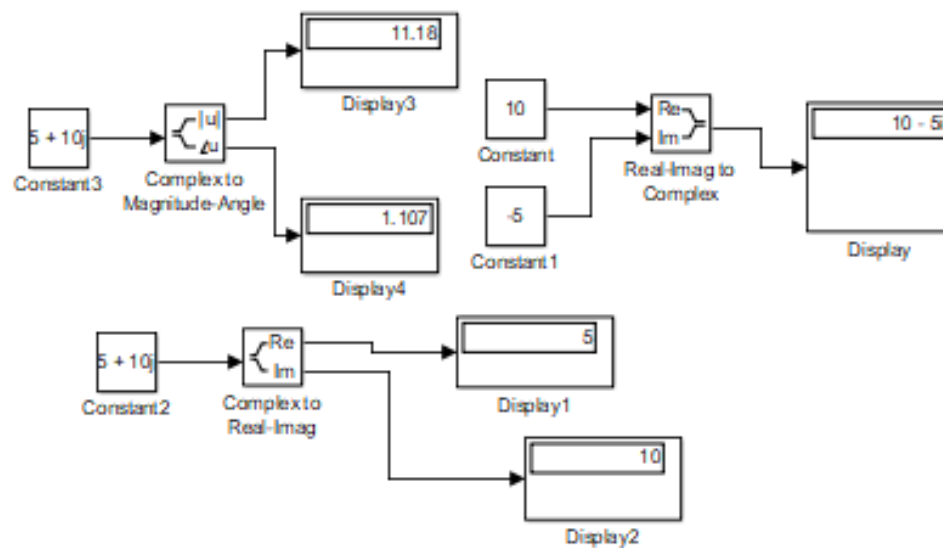 11.18
Display3
5 + 10j
Constant3
|u|
∠u
Complex to
Magnitude-Angle
1.107
Display4
10
Constant
-5
Constant1
Re
Im
Real-Imag to
Complex
10 - 5i
Display
5 + 10j
Constant2
Re
Im
Complex to
Real-Imag
5
Display1
10
Display2